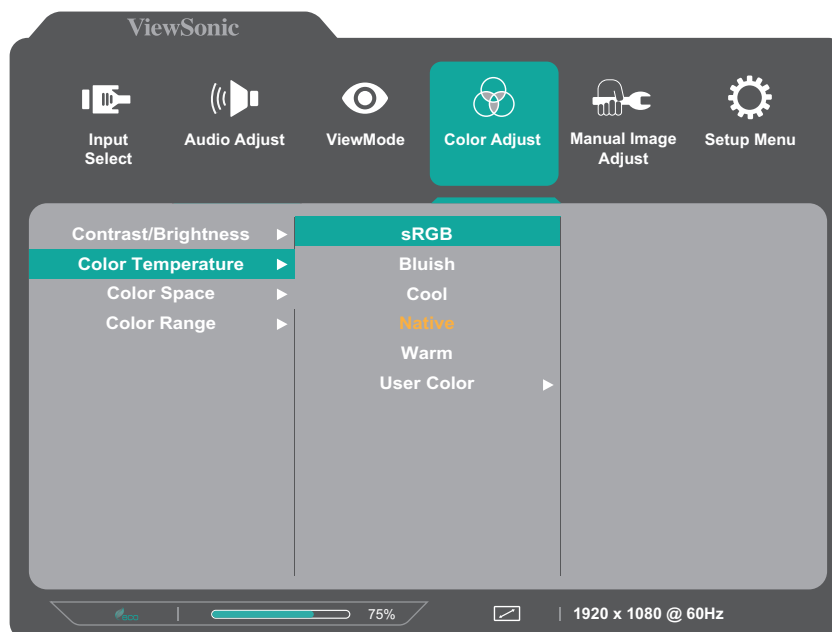 ViewSonic
Input
Select
Audio Adjust
ViewMode
Color Adjust
Manual Image
Adjust
Setup Menu
Contrast/Brightness
Color Temperature
Color Space
Color Range
sRGB
Bluish
Cool
Native
Warm
User Color
eco
75%
1920 x 1080 @ 60Hz